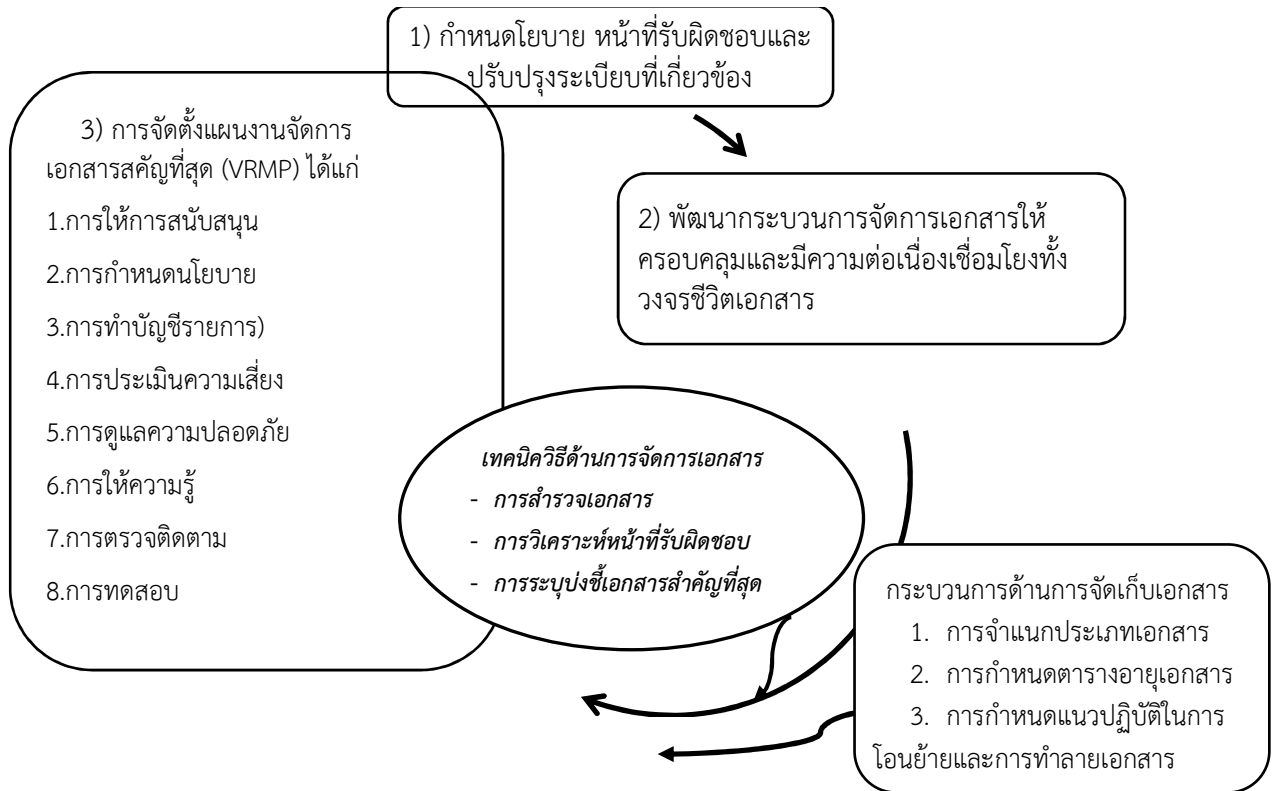 1) กำหนดโยบาย หน้าที่รับผิดชอบและ
ปรับปรุงระเบียบที่เกี่ยวข้อง
2) พัฒนากระบวนการจัดการเอกสารให้
ครอบคลุมและมีความต่อเนื่องเชื่อมโยงทั้ง
วงจรชีวิตเอกสาร
3) การจัดตั้งแผนงานจัดการ
เอกสารสคัญที่สุด (VRMP) ได้แก่
1.การให้การสนับสนุน
2.การกำหนดนโยบาย
3.การทำบัญชีรายการ)
4.การประเมินความเสี่ยง
5.การดูแลความปลอดภัย
6.การให้ความรู้
7.การตรวจติดตาม
8.การทดสอบ
เทคนิควิธีด้านการจัดการเอกสาร
- การสำรวจเอกสาร
- การวิเคราะห์หน้าที่รับผิดชอบ
- การระบุบ่งชี้เอกสารสำคัญที่สุด
กระบวนการด้านการจัดเก็บเอกสาร
1. การจำแนกประเภทเอกสาร
2. การกำหนดตารางอายุเอกสาร
3. การกำหนดแนวปฏิบัติในการ
โอนย้ายและการทำลายเอกสาร